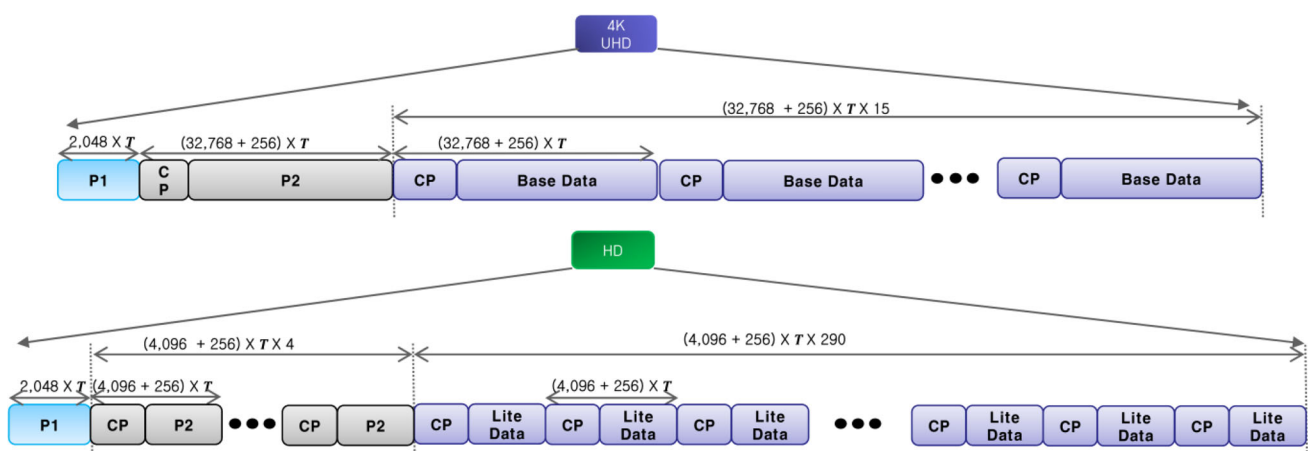 4K
UHD
(32,768 + 256) X T X 15
2,048 X T
(32,768 + 256) X T
(32,768 + 256) X T
P1
C
P
P2
CP
Base Data
CP
Base Data
●●●
CP
Base Data
HD
(4,096 + 256) X T X 4
(4,096 + 256) X T X 290
2,048 X T
(4,096 + 256) X T
(4,096 + 256) X T
P1
CP
P2
●●●
CP
P2
CP
Lite
Data
CP
Lite
Data
CP
Lite
Data
●●●
CP
Lite
Data
CP
Lite
Data
CP
Lite
Data